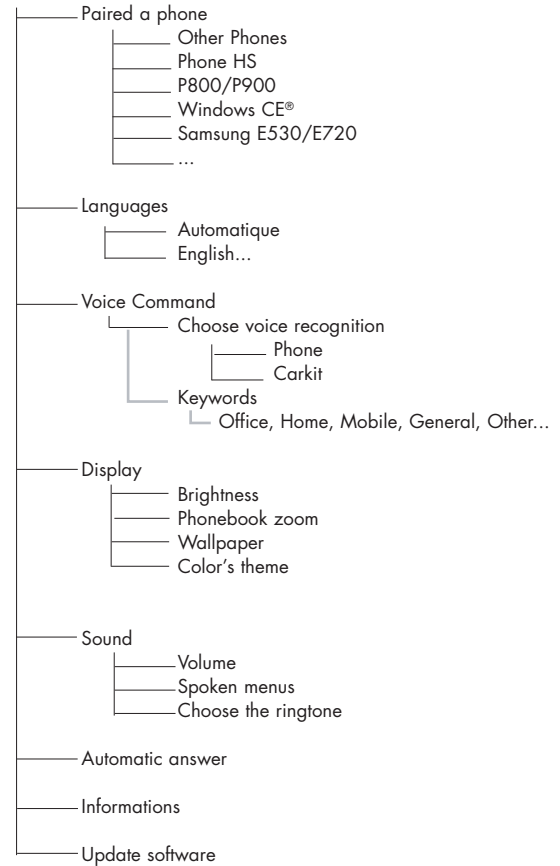 Paired a phone
Other Phones
Phone HS
P800/P900
Windows CE®
Samsung E530/E720
...
Languages
Automatique
English...
Voice Command
Choose voice recognition
Phone
Carkit
Keywords
Office, Home, Mobile, General, Other...
Display
Brightness
Phonebook zoom
Wallpaper
Color's theme
Sound
Volume
Spoken menus
Choose the ringtone
Automatic answer
Informations
Update software